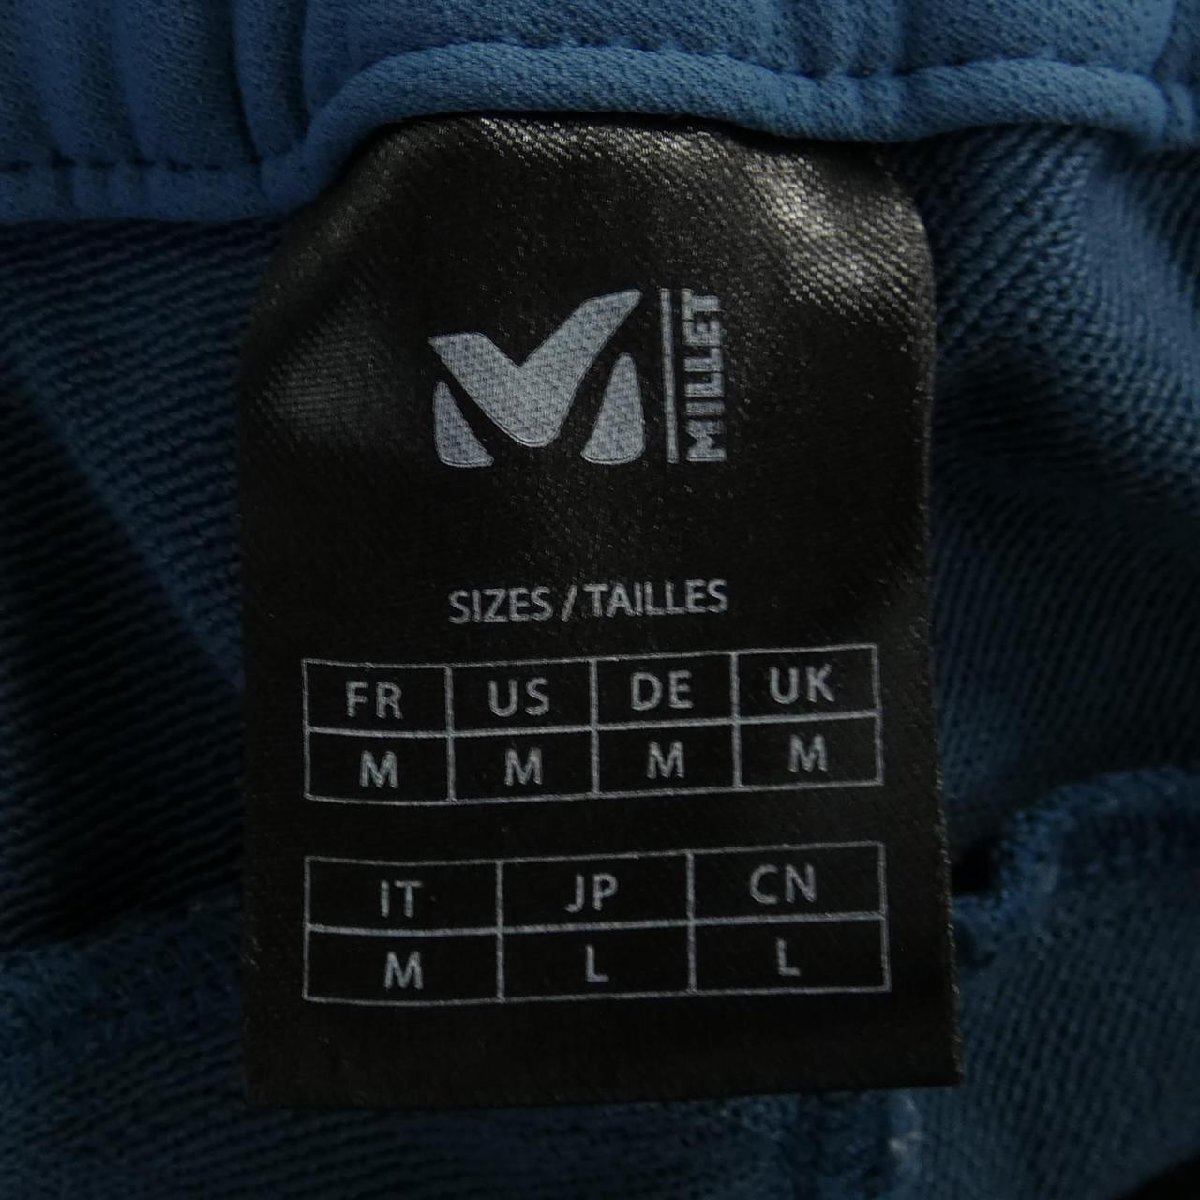 MILLET
SIZES / TAILLES
FR US DE UK
M M M M
IT JP CN
M L L